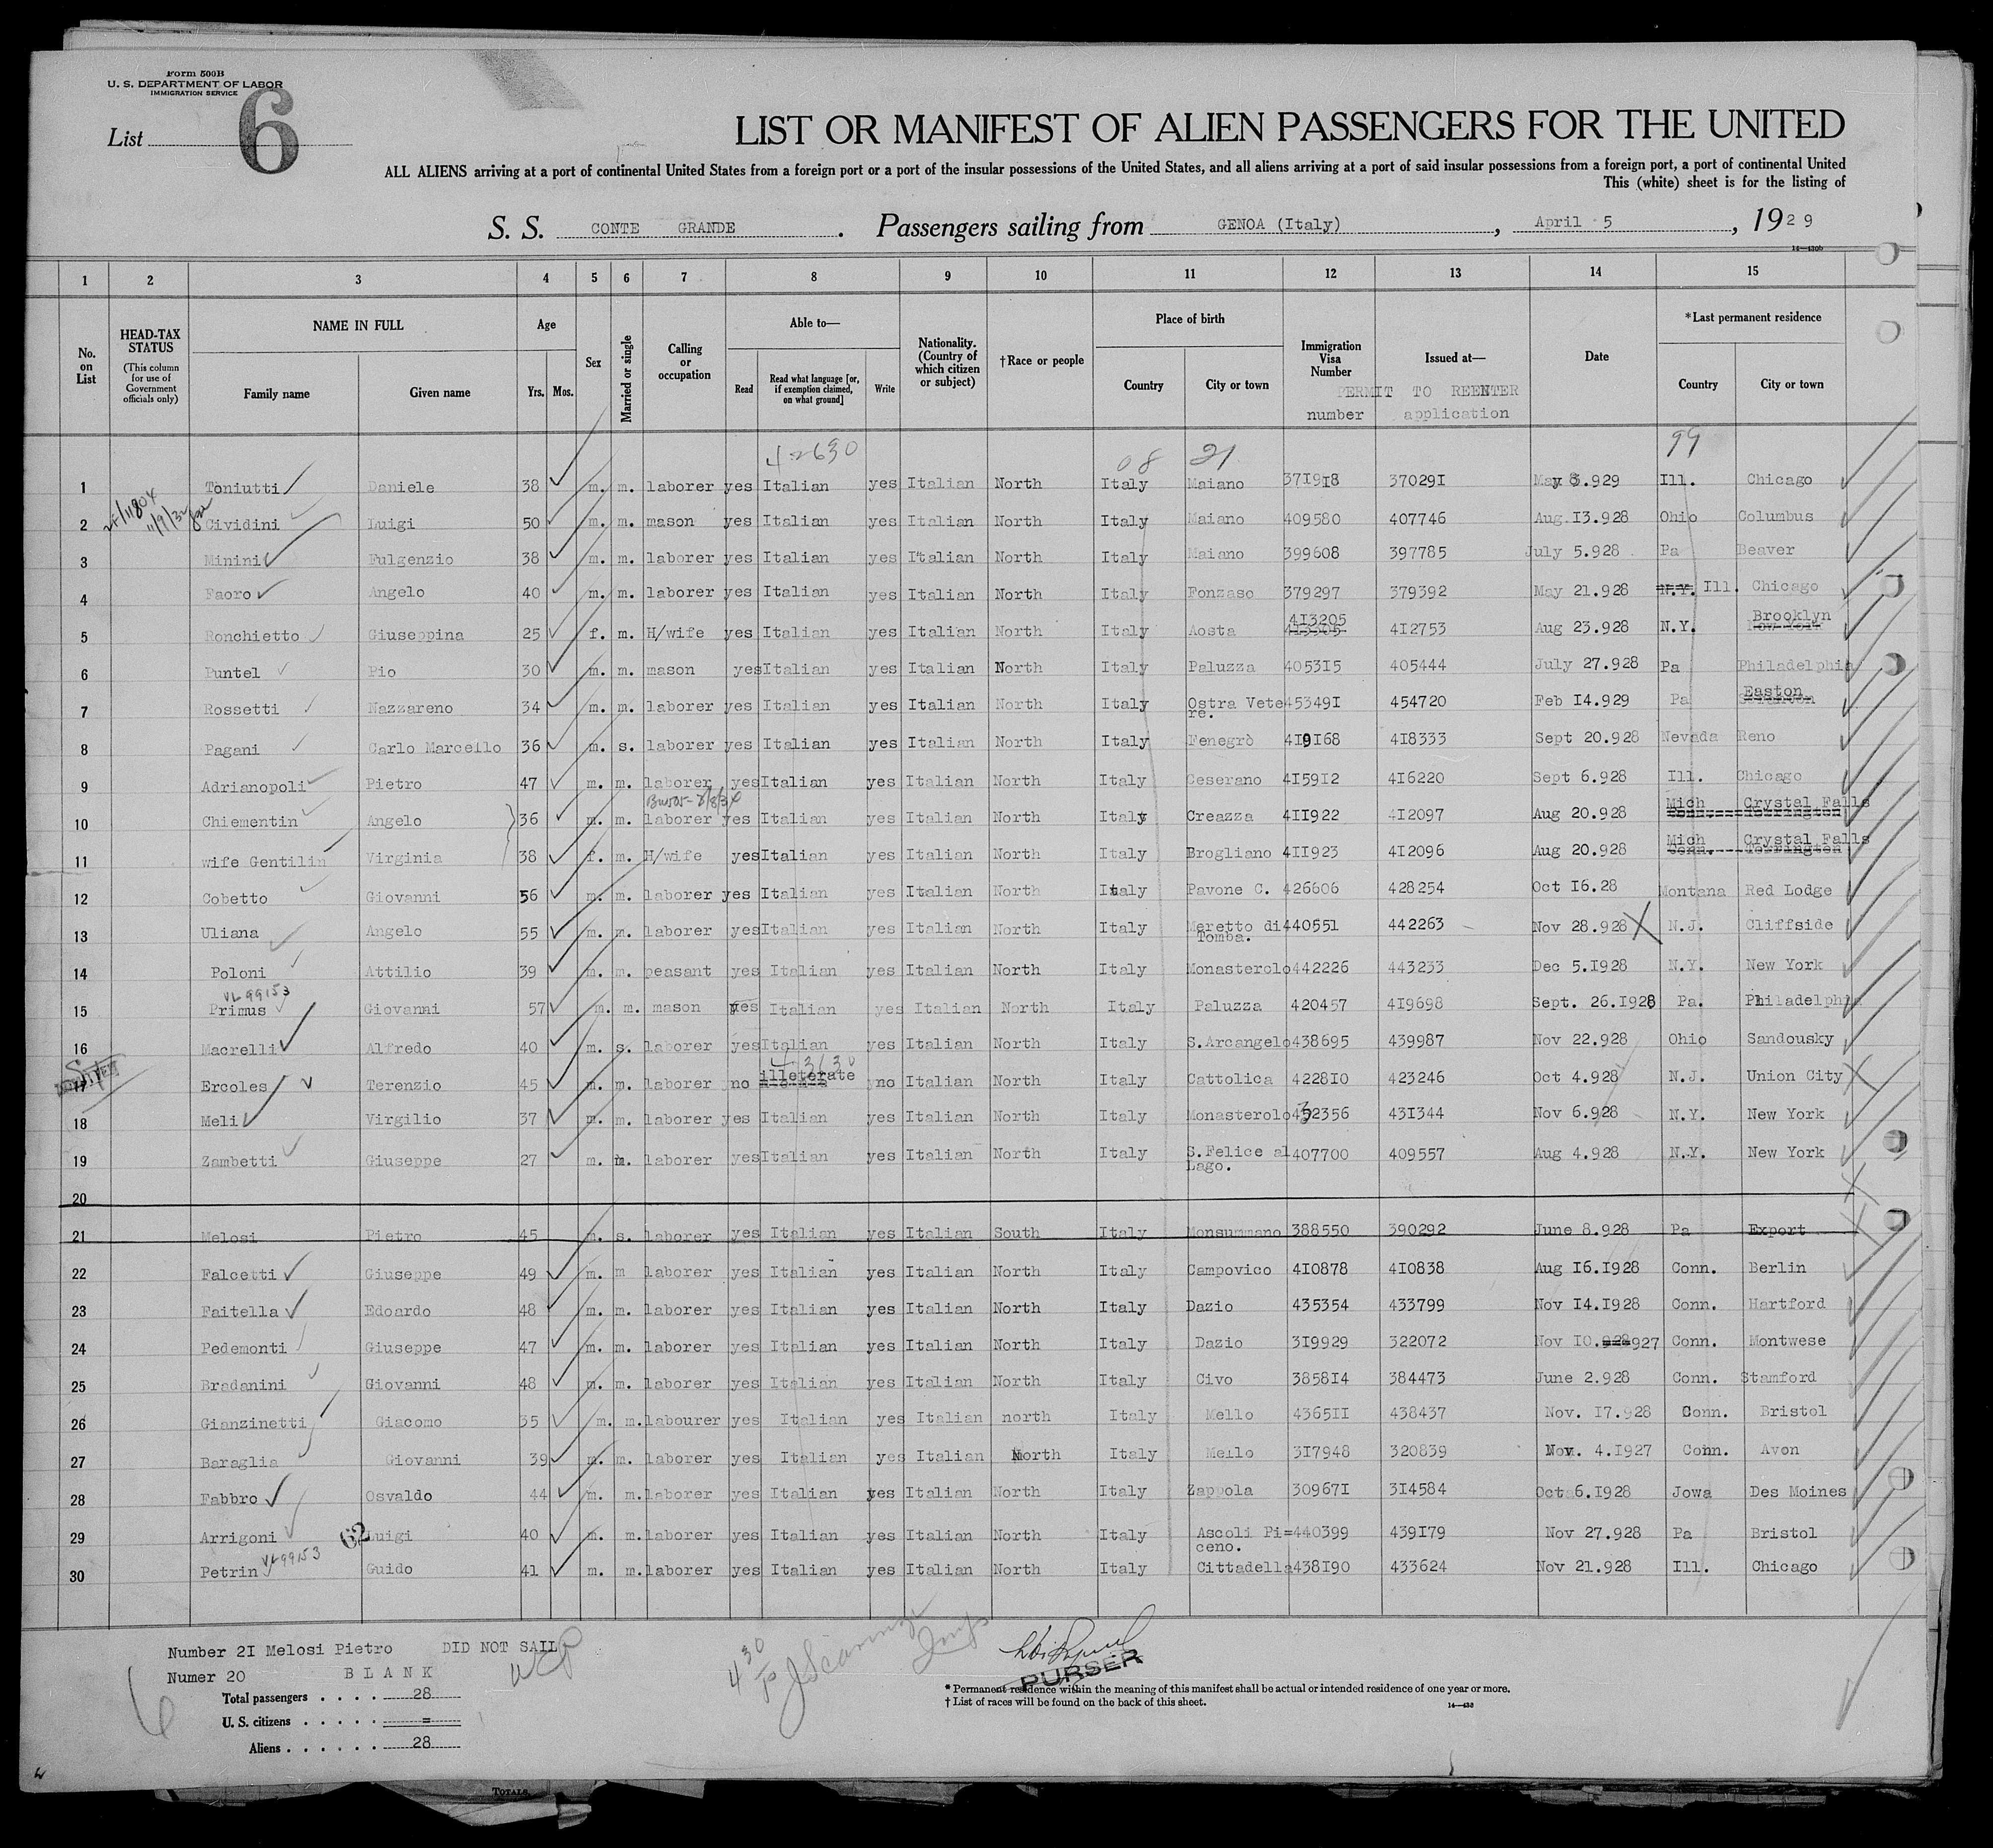 Form 500B
U. S. DEPARTMENT OF LABOR
IMMIGRATION SERVICE
List 6
LIST OR MANIFEST OF ALIEN PASSENGERS FOR THE UNITED
ALL ALIENS arriving at a port of continental United States from a foreign port or a port of the insular possessions of the United States, and all aliens arriving at a port of said insular possessions from a foreign port, a port of continental United
This (white) sheet is for the listing of
S. S. CONTE GRANDE. Passengers sailing from GENOA (Italy), April 5, 1929
14—430b
1 2 3 4 5 6 7 8 9 10 11 12 13 14 15
No. on List
HEAD-TAX STATUS (This column for use of Government officials only)
NAME IN FULL Family name Given name
Age Yrs. Mos.
Sex
Married or single
Calling or occupation
Able to— Read Read what language [or, if exemption claimed, on what ground] Write
Nationality. (Country of which citizen or subject)
†Race or people
Place of birth Country City or town
Immigration Visa Number
Issued at—
Date
*Last permanent residence Country City or town
PERMIT TO REENTER
number application
42630 08 21 99
1 Toniutti Daniele 38 m. m. laborer yes Italian yes Italian North Italy Maiano 371918 370291 May 8.929 Ill. Chicago
2 Cividini Luigi 50 m. m. mason yes Italian yes Italian North Italy Maiano 409580 407746 Aug.13.928 Ohio Columbus
3 Minini Fulgenzio 38 m. m. laborer yes Italian yes Italian North Italy Maiano 399608 397785 July 5.928 Pa Beaver
4 Faoro Angelo 40 m. m. laborer yes Italian yes Italian North Italy Fonzaso 379297 379392 May 21.928 N.Y. Ill. Chicago
413205 Brooklyn
5 Ronchietto Giuseppina 25 f. m. H/wife yes Italian yes Italian North Italy Aosta 413305 412753 Aug 23.928 N.Y. New York
6 Puntel Pio 30 m. m. mason yes Italian yes Italian North Italy Paluzza 405315 405444 July 27.928 Pa Philadelphia
Easton
7 Rossetti Nazzareno 34 m. m. laborer yes Italian yes Italian North Italy Ostra Vete 453491 454720 Feb 14.929 Pa
re.
8 Pagani Carlo Marcello 36 m. s. laborer yes Italian yes Italian North Italy Fenegrò 419168 418333 Sept 20.928 Nevada Reno
9 Adrianopoli Pietro 47 m. m. laborer yes Italian yes Italian North Italy Ceserano 415912 416220 Sept 6.928 Ill. Chicago
Mich Crystal Falls
10 Chiementin Angelo 36 m. m. laborer yes Italian yes Italian North Italy Creazza 411922 412097 Aug 20.928 Conn. Torrington
Mich Crystal Falls
11 wife Gentilin Virginia 38 f. m. H/wife yes Italian yes Italian North Italy Brogliano 411923 412096 Aug 20.928 Conn. Torrington
12 Cobetto Giovanni 56 m. m. laborer yes Italian yes Italian North Italy Pavone C. 426606 428254 Oct 16.28 Montana Red Lodge
13 Uliana Angelo 55 m. m. laborer yes Italian yes Italian North Italy Meretto di 440551 442263 Nov 28.928 N.J. Cliffside
Tomba.
14 Poloni Attilio 39 m. m. peasant yes Italian yes Italian North Italy Monasterolo 442226 443233 Dec 5.1928 N.Y. New York
VL 99153
15 Primus Giovanni 57 m. m. mason yes Italian yes Italian North Italy Paluzza 420457 419698 Sept. 26.1928 Pa. Philadelphia
16 Macrelli Alfredo 40 m. s. laborer yes Italian yes Italian North Italy S.Arcangelo 438695 439987 Nov 22.928 Ohio Sandousky
illeterate
17 Ercoles Terenzio 45 m. m. laborer no no Italian North Italy Cattolica 422810 423246 Oct 4.928 N.J. Union City
18 Meli Virgilio 37 m. m. laborer yes Italian yes Italian North Italy Monasterolo 432356 431344 Nov 6.928 N.Y. New York
19 Zambetti Giuseppe 27 m. m. laborer yes Italian yes Italian North Italy S.Felice al 407700 409557 Aug 4.928 N.Y. New York
Lago.
20
21 Melosi Pietro 45 m. s. laborer yes Italian yes Italian South Italy Monsummano 388550 390292 June 8.928 Pa Export
22 Falcetti Giuseppe 49 m. m laborer yes Italian yes Italian North Italy Campovico 410878 410838 Aug 16.1928 Conn. Berlin
23 Faitella Edoardo 48 m. m. laborer yes Italian yes Italian North Italy Dazio 435354 433799 Nov 14.1928 Conn. Hartford
24 Pedemonti Giuseppe 47 m. m. laborer yes Italian yes Italian North Italy Dazio 319929 322072 Nov 10.928 927 Conn. Montwese
25 Bradanini Giovanni 48 m. m. laborer yes Italian yes Italian North Italy Civo 385814 384473 June 2.928 Conn. Stamford
26 Gianzinetti Giacomo 35 m. m. labourer yes Italian yes Italian north Italy Mello 436511 438437 Nov. 17.928 Conn. Bristol
27 Baraglia Giovanni 39 m. m. laborer yes Italian yes Italian North Italy Mello 317948 320839 Nov. 4.1927 Conn. Avon
28 Fabbro Osvaldo 44 m. m. laborer yes Italian yes Italian North Italy Zappola 309671 314584 Oct 6.1928 Jowa Des Moines
29 Arrigoni 62 Luigi 40 m. m. laborer yes Italian yes Italian North Italy Ascoli Pi= 440399 439179 Nov 27.928 Pa Bristol
ceno.
30 Petrin VL 99153 Guido 41 m. m. laborer yes Italian yes Italian North Italy Cittadella 438190 433624 Nov 21.928 Ill. Chicago
Number 21 Melosi Pietro DID NOT SAIL
Numer 20 BLANK
Total passengers . . . . 28
U. S. citizens . . . . . =
Aliens . . . . . . 28
6
PURSER
* Permanent residence within the meaning of this manifest shall be actual or intended residence of one year or more.
† List of races will be found on the back of this sheet.
14—430
TOTALS